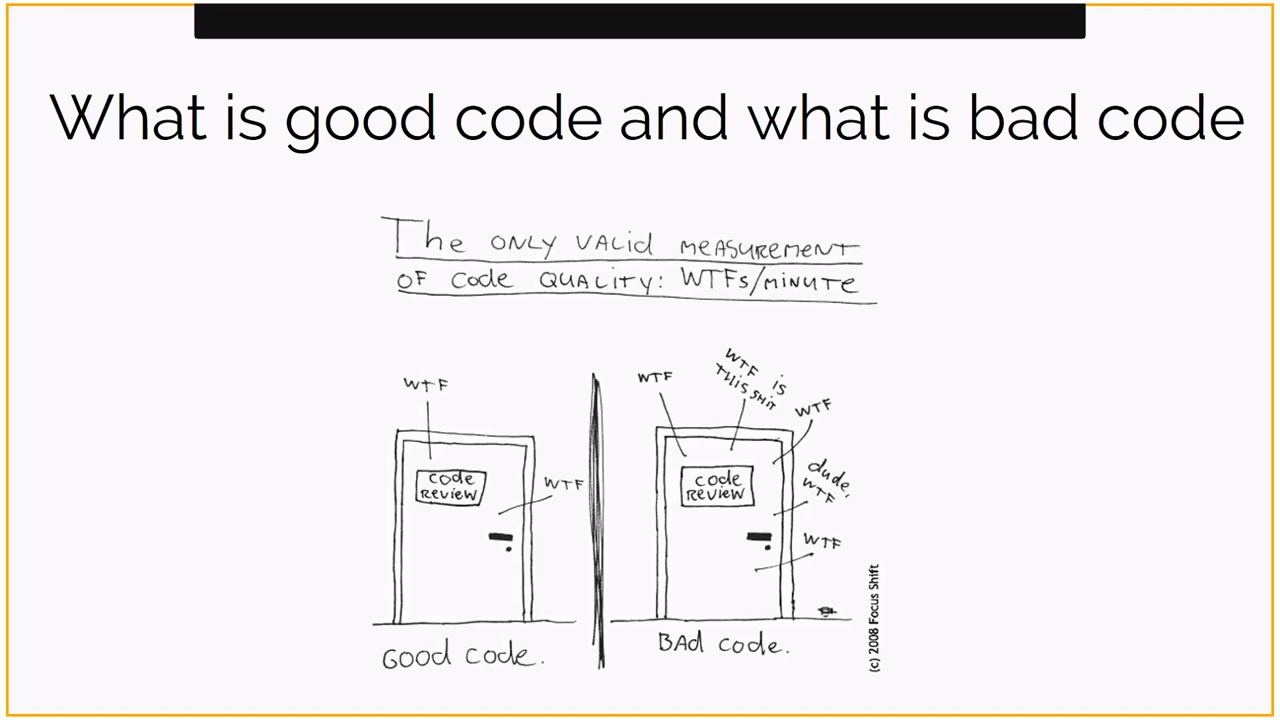 What is good code and what is bad code
The ONLY VALid MEASUREMENT
OF Code QUALITY: WTFs/MINUTE
WTF
code
REViEW
WTF
GOOD code.
WTF
WTF is
THIS SHIT
WTF
code
REViEW
dude,
WTF
WTF
BAd code.
(c) 2008 Focus Shift